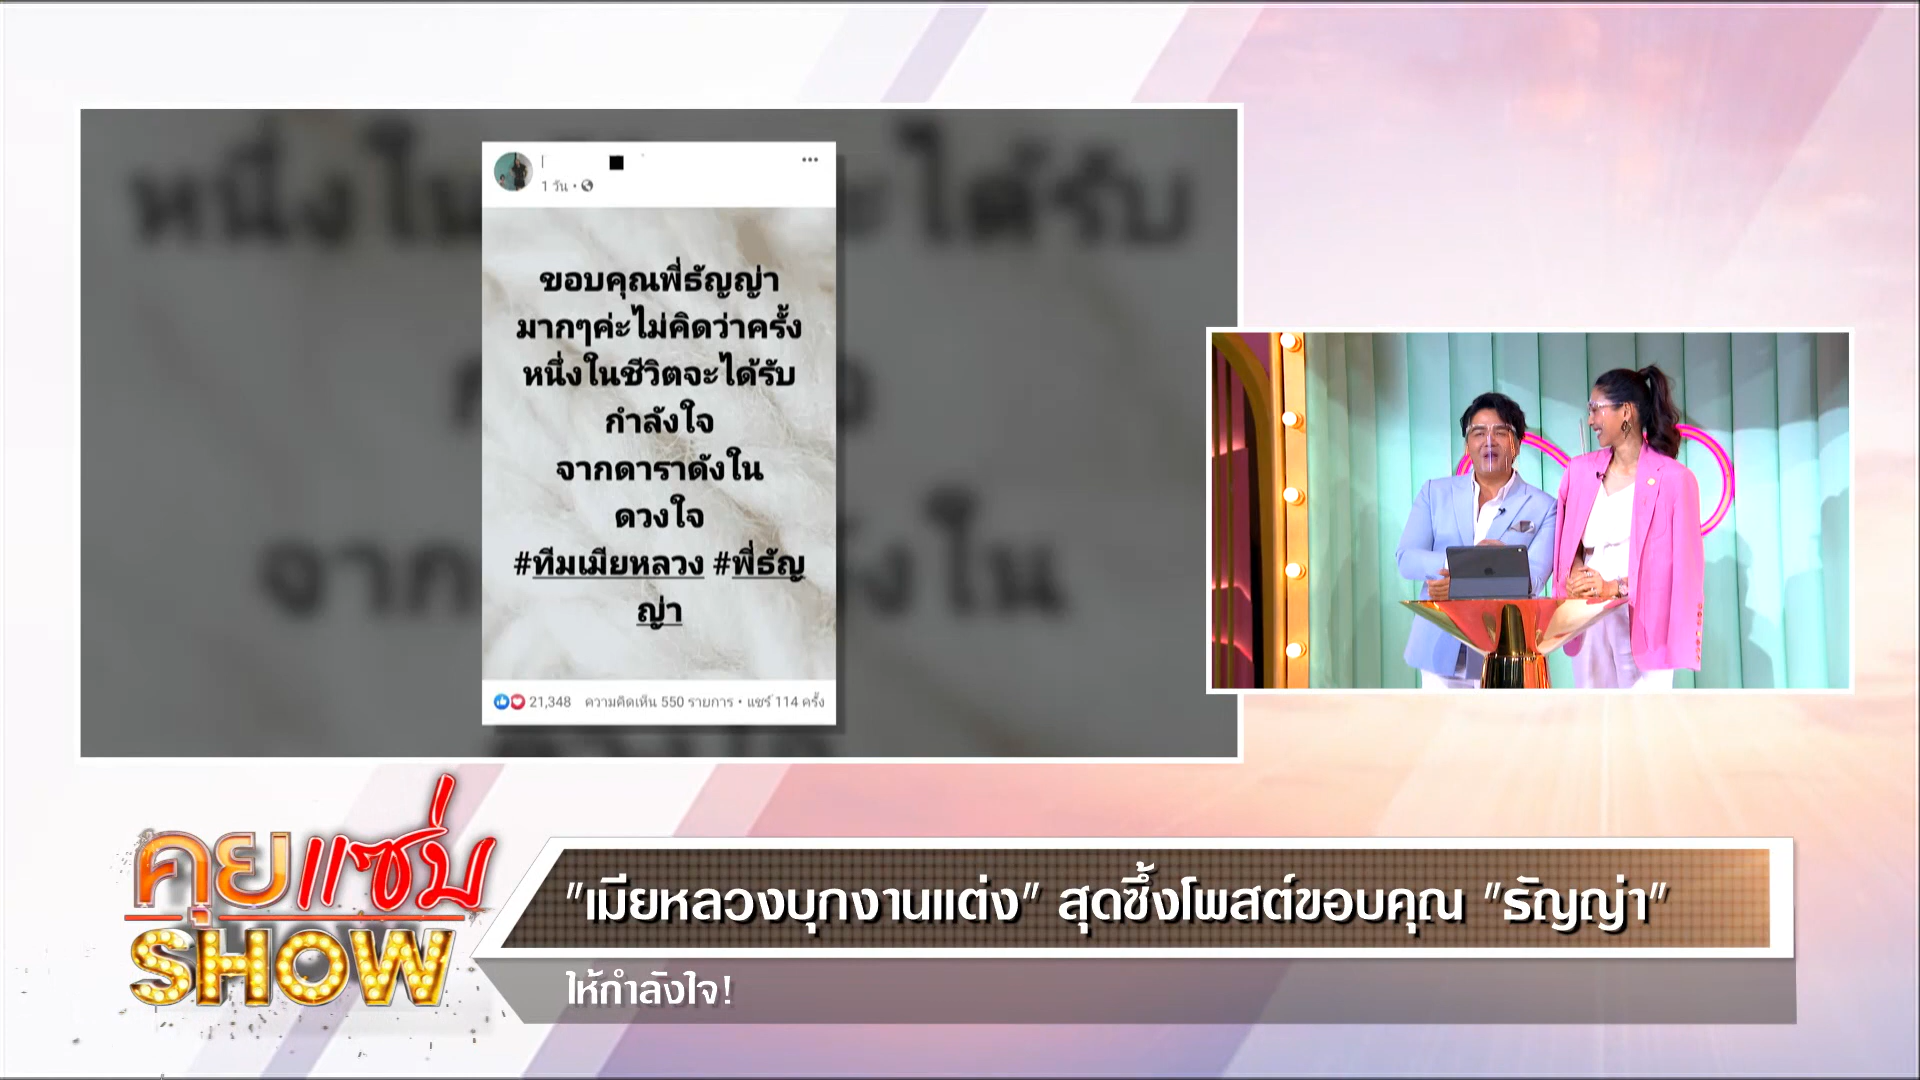 1 วัน
ขอบคุณพี่ธัญญ่า
มากๆค่ะไม่คิดว่าครั้ง
หนึ่งในชีวิตจะได้รับ
กำลังใจ
จากดาราดังใน
ดวงใจ
#ทีมเมียหลวง #พี่ธัญ
ญ่า
21,348 ความคิดเห็น 550 รายการ • แชร์ 114 ครั้ง
คุยแซ่บ
SHOW
"เมียหลวงบุกงานแต่ง" สุดซึ้งโพสต์ขอบคุณ "ธัญญ่า"
ให้กำลังใจ!